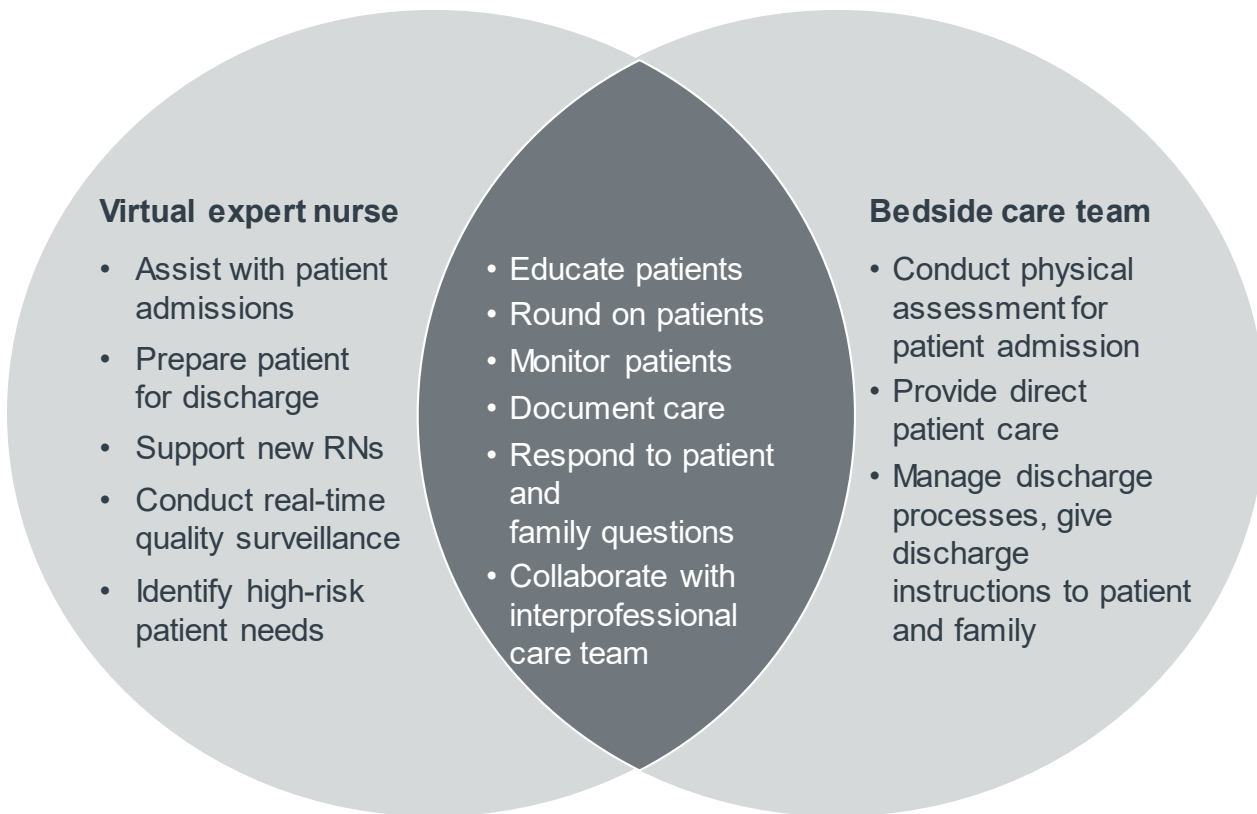 Virtual expert nurse
• Assist with patient
admissions
• Prepare patient
for discharge
• Support new RNs
• Conduct real-time
quality surveillance
• Identify high-risk
patient needs
• Educate patients
• Round on patients
• Monitor patients
• Document care
• Respond to patient
and
family questions
• Collaborate with
interprofessional
care team
Bedside care team
• Conduct physical
assessment for
patient admission
• Provide direct
patient care
• Manage discharge
processes, give
discharge
instructions to patient
and family